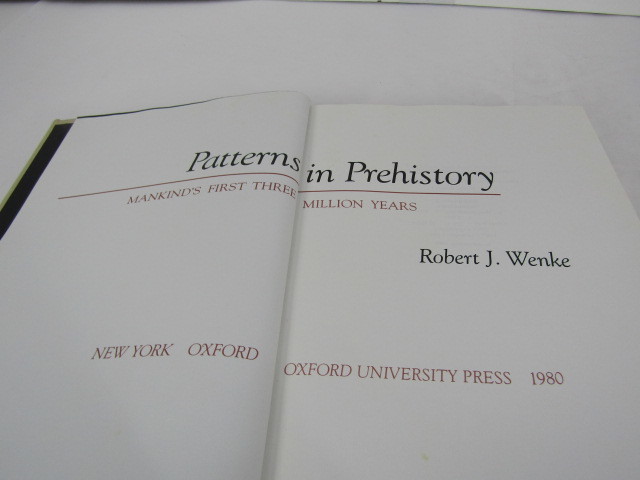 Patterns in Prehistory
MANKIND'S FIRST THREE MILLION YEARS
Robert J. Wenke
NEW YORK OXFORD OXFORD UNIVERSITY PRESS 1980